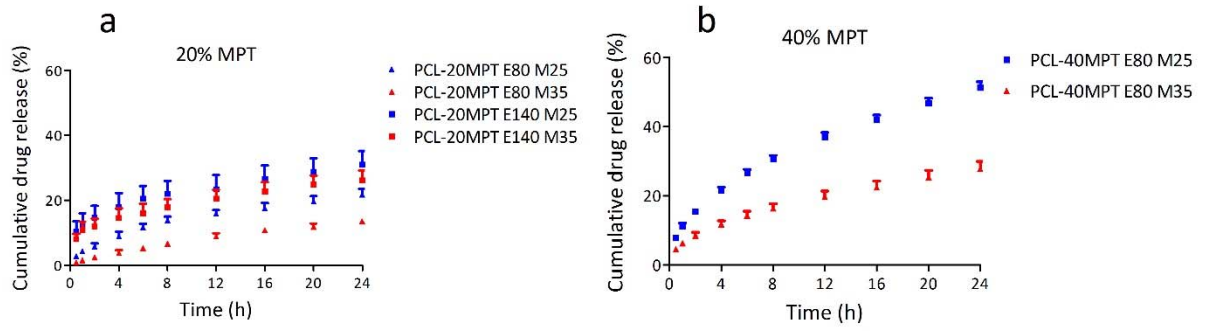 a
20% MPT
Cumulative drug release (%)
60
40
20
0
0 4 8 12 16 20 24
Time (h)
PCL-20MPT E80 M25
PCL-20MPT E80 M35
PCL-20MPT E140 M25
PCL-20MPT E140 M35
b
40% MPT
Cumulative drug release (%)
60
40
20
0
0 4 8 12 16 20 24
Time (h)
PCL-40MPT E80 M25
PCL-40MPT E80 M35